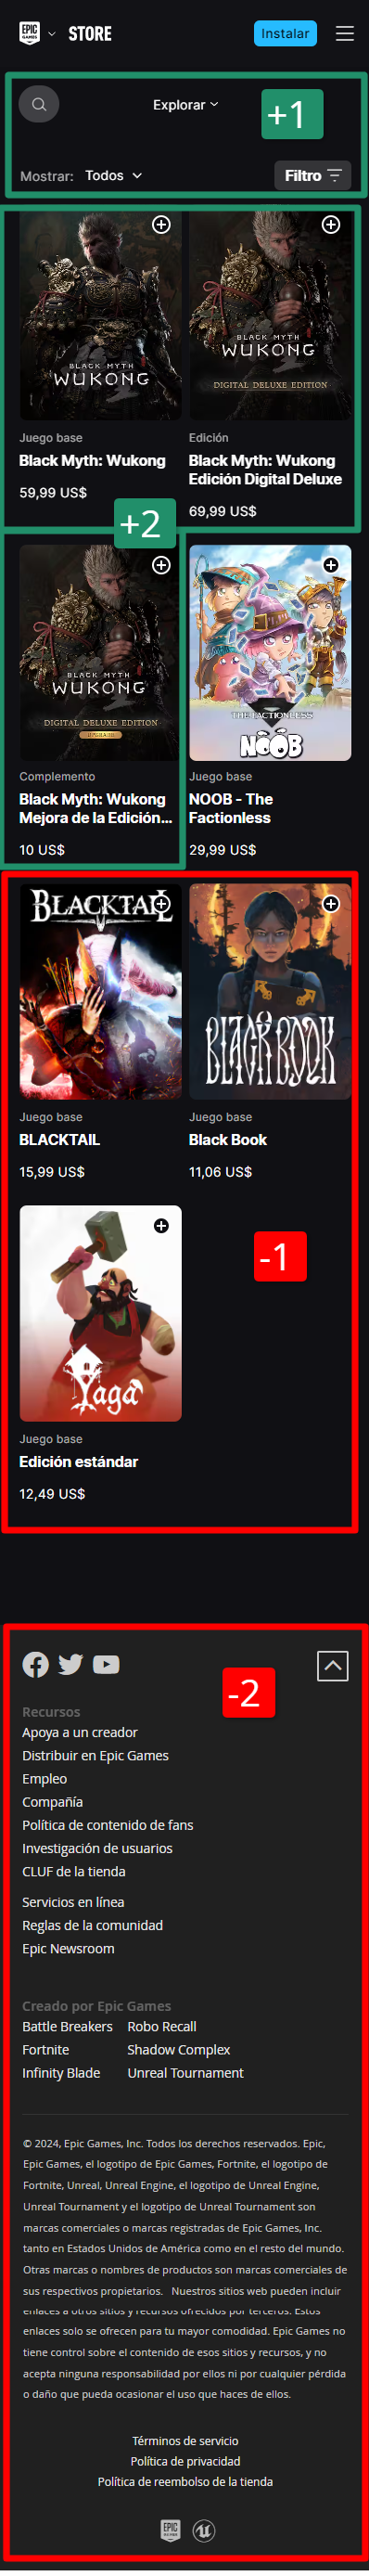 EPIC GAMES STORE Instalar
Explorar +1
Mostrar: Todos Filtro
BLACK MYTH
WUKONG
BLACK MYTH
WUKONG
DIGITAL DELUXE EDITION
Juego base
Black Myth: Wukong
59,99 US$
Edición
Black Myth: Wukong
Edición Digital Deluxe
69,99 US$
+2
BLACK MYTH
WUKONG
DIGITAL DELUXE EDITION
UPGRADE
Complemento
Black Myth: Wukong
Mejora de la Edición...
10 US$
THE FACTIONLESS
NOOB
Juego base
NOOB - The
Factionless
29,99 US$
BLACKTAIL
Juego base
BLACKTAIL
15,99 US$
BLACK BOOK
Juego base
Black Book
11,06 US$
-1
Yaga
Juego base
Edición estándar
12,49 US$
-2
Recursos
Apoya a un creador
Distribuir en Epic Games
Empleo
Compañía
Política de contenido de fans
Investigación de usuarios
CLUF de la tienda
Servicios en línea
Reglas de la comunidad
Epic Newsroom
Creado por Epic Games
Battle Breakers Robo Recall
Fortnite Shadow Complex
Infinity Blade Unreal Tournament
© 2024, Epic Games, Inc. Todos los derechos reservados. Epic,
Epic Games, el logotipo de Epic Games, Fortnite, el logotipo de
Fortnite, Unreal, Unreal Engine, el logotipo de Unreal Engine,
Unreal Tournament y el logotipo de Unreal Tournament son
marcas comerciales o marcas registradas de Epic Games, Inc.
tanto en Estados Unidos de América como en el resto del mundo.
Otras marcas o nombres de productos son marcas comerciales de
sus respectivos propietarios. Nuestros sitios web pueden incluir
enlaces a otros sitios y recursos ofrecidos por terceros. Estos
enlaces solo se ofrecen para tu mayor comodidad. Epic Games no
tiene control sobre el contenido de esos sitios y recursos, y no
acepta ninguna responsabilidad por ellos ni por cualquier pérdida
o daño que pueda ocasionar el uso que haces de ellos.
Términos de servicio
Política de privacidad
Política de reembolso de la tienda
EPIC GAMES